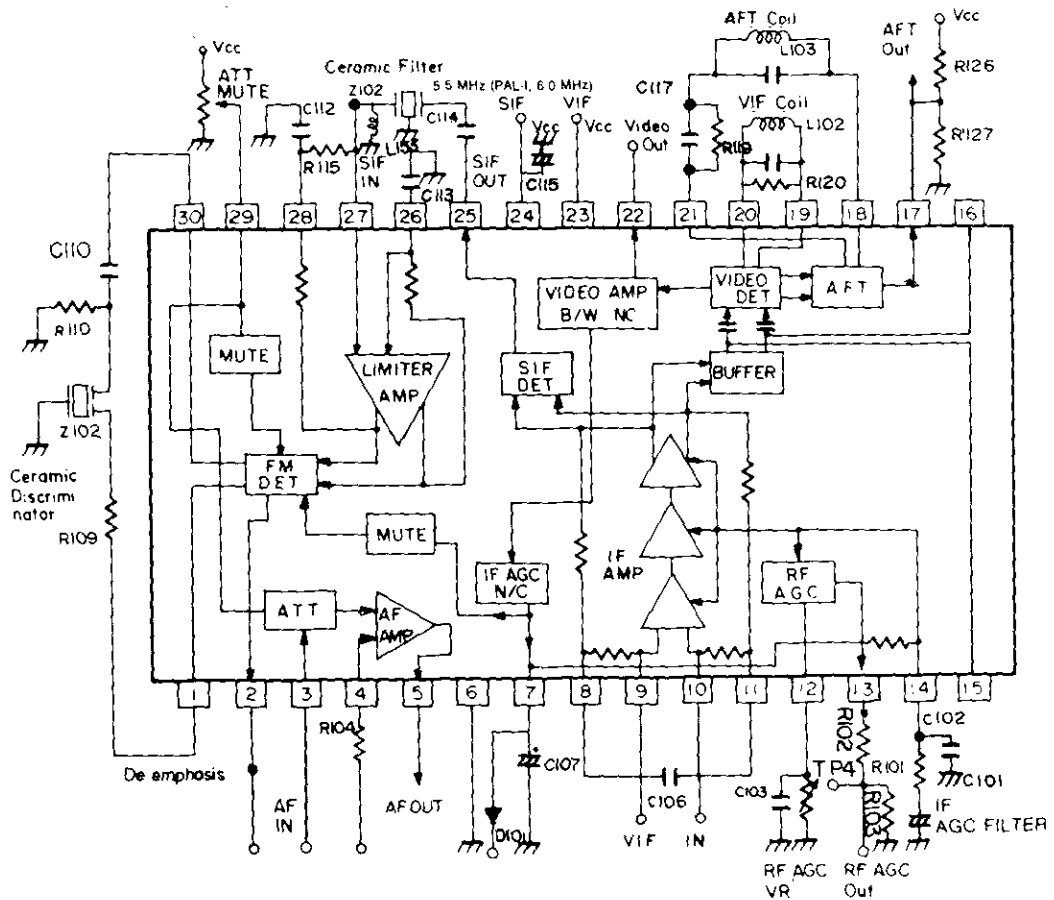 Vcc
ATT
MUTE
Ceramic Filter
Z102
5.5 MHz (PAL-I, 6.0 MHz)
C112
R115
SIF
IN
L153
C113
C114
SIF
OUT
SIF
Vcc
C115
VIF
Vcc
Video
Out
C117
AFT Coil
L103
R119
VIF Coil
L102
R120
AFT
Out
Vcc
R126
R127
30
29
28
27
26
25
24
23
22
21
20
19
18
17
16
C110
R110
Z102
Ceramic
Discrimi
nator
R109
MUTE
LIMITER
AMP
SIF
DET
VIDEO AMP
B/W NC
VIDEO
DET
AFT
BUFFER
FM
DET
MUTE
IF AGC
N/C
IF
AMP
RF
AGC
ATT
AF
AMP
1
2
3
4
5
6
7
8
9
10
11
12
13
14
15
De emphosis
AF
IN
R104
AF OUT
D101
C107
+
C106
VIF
IN
C103
RF AGC
VR
TP4
R102
R101
R103
RF AGC
Out
C102
C101
IF
AGC FILTER